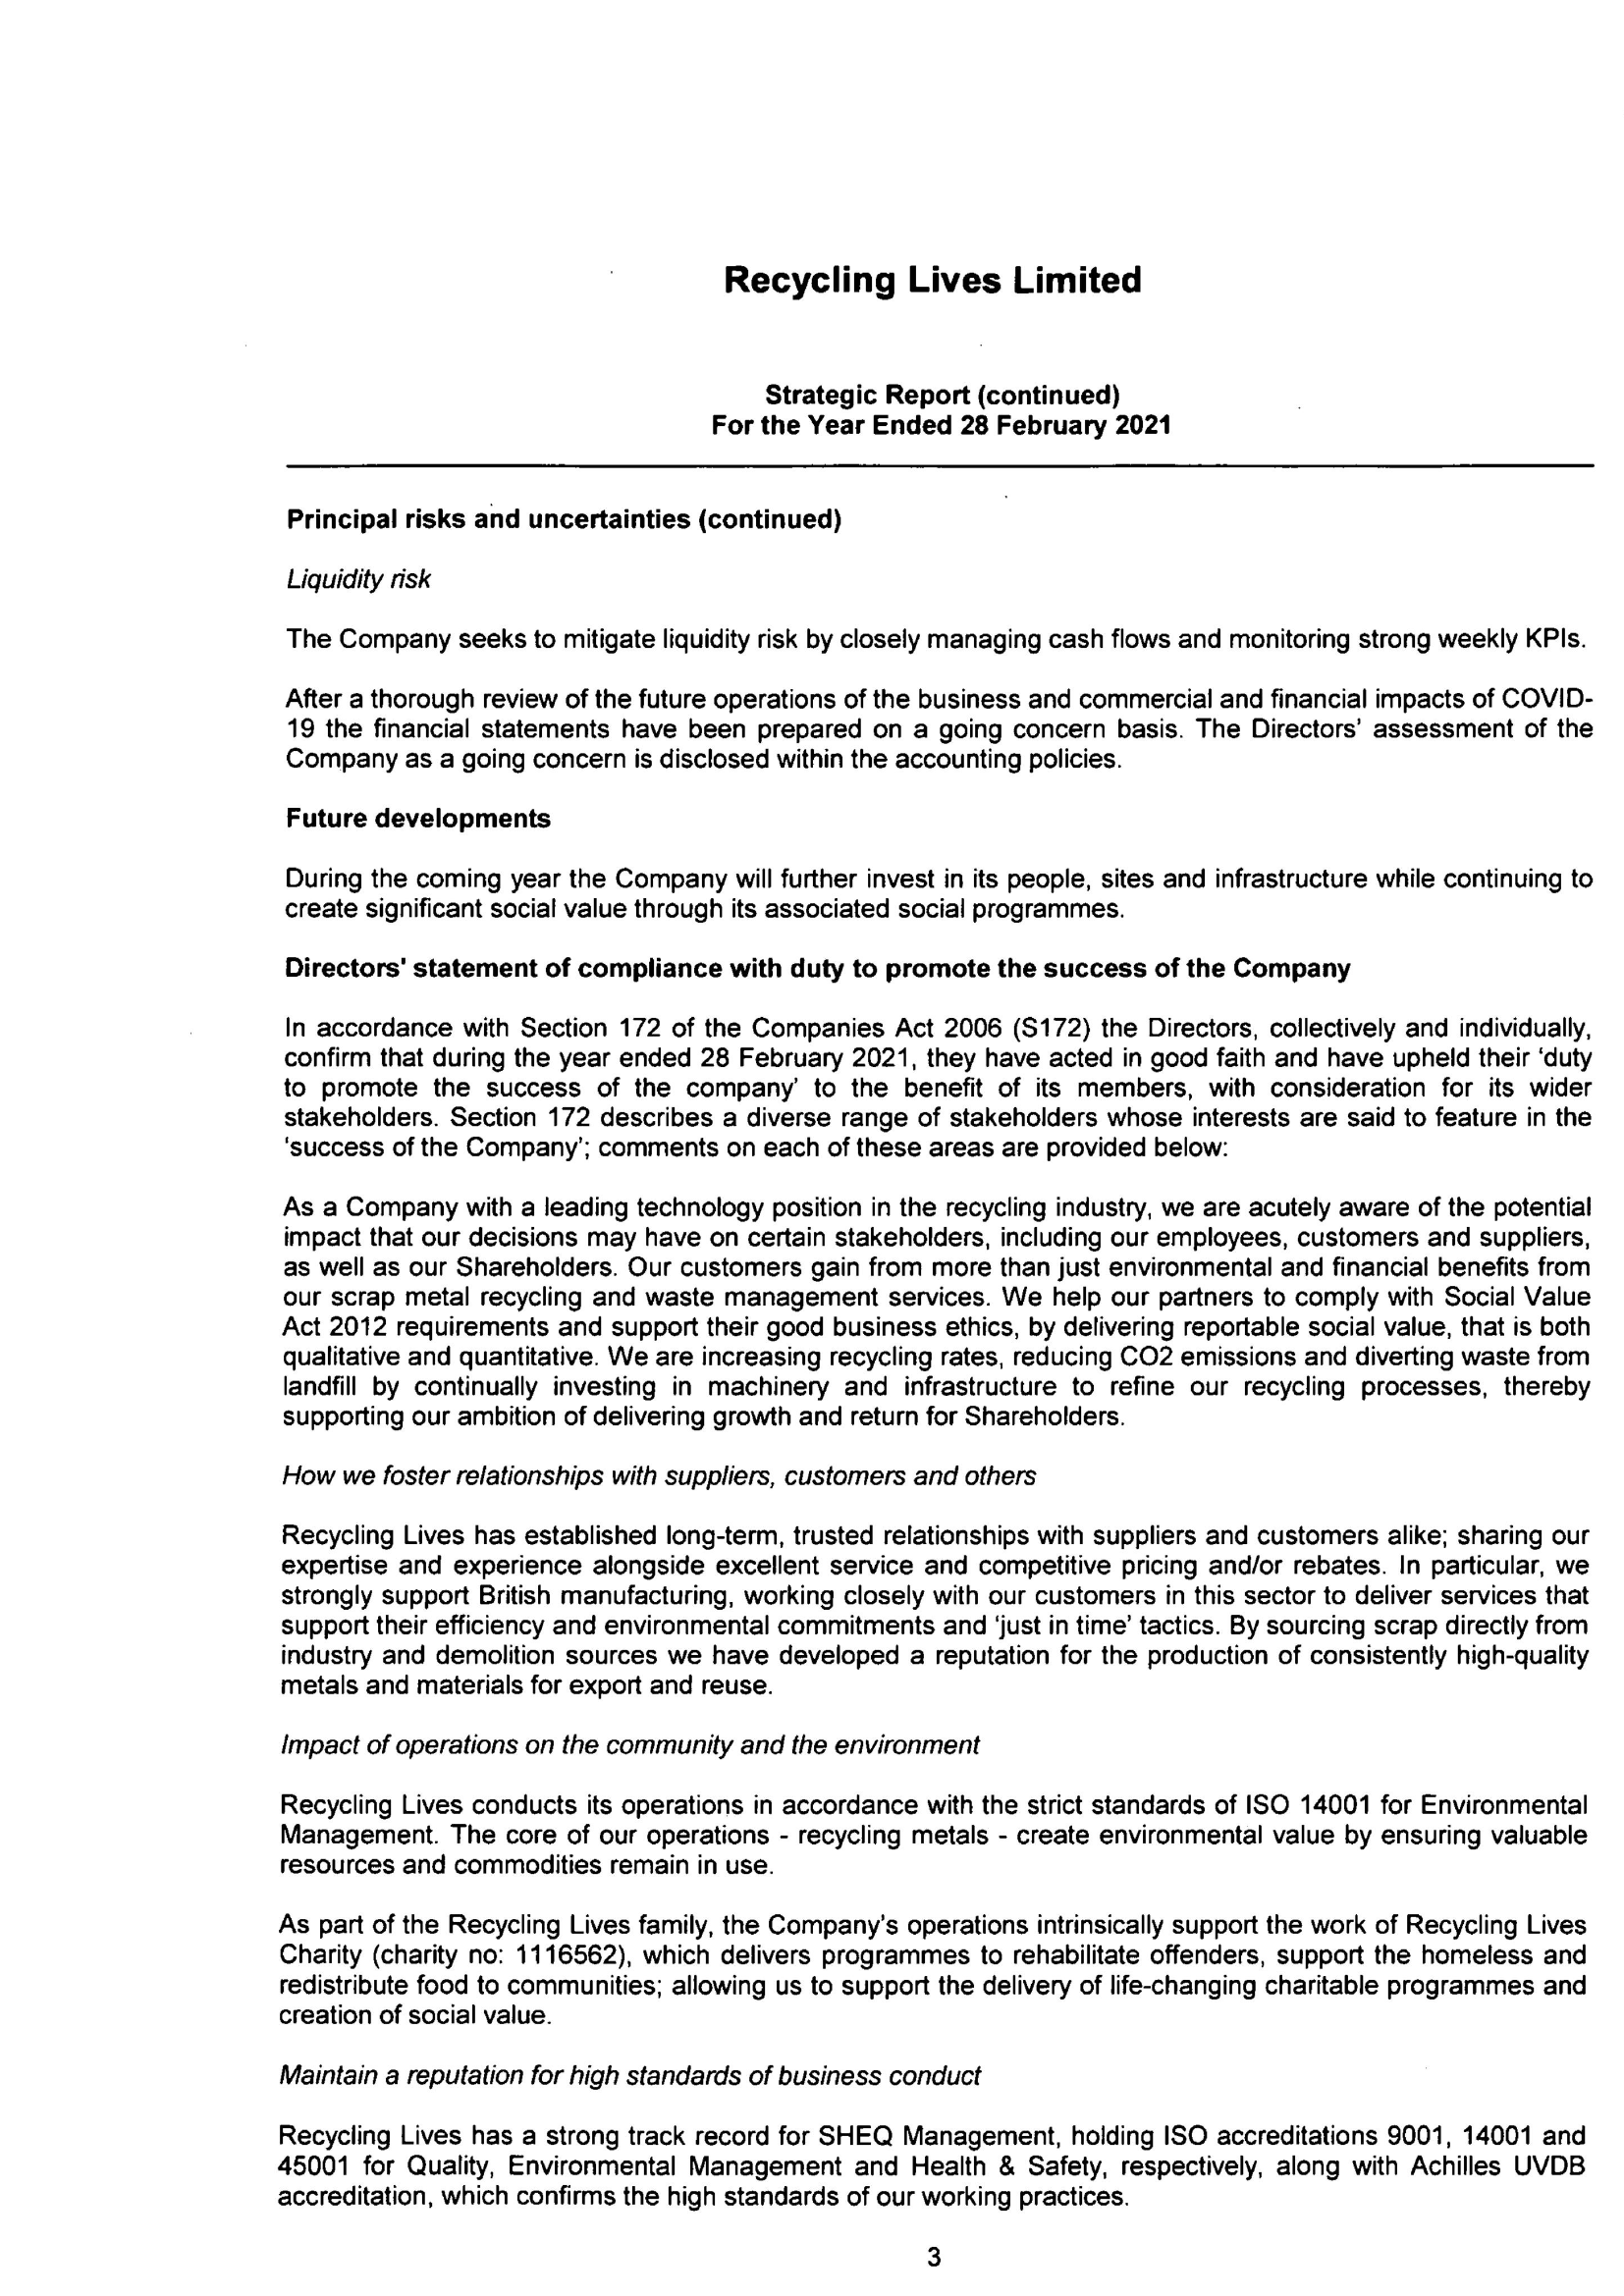 Recycling Lives Limited
Strategic Report (continued)
For the Year Ended 28 February 2021
Principal risks and uncertainties (continued)
Liquidity risk
The Company seeks to mitigate liquidity risk by closely managing cash flows and monitoring strong weekly KPIs.
After a thorough review of the future operations of the business and commercial and financial impacts of COVID-
19 the financial statements have been prepared on a going concern basis. The Directors’ assessment of the
Company as a going concern is disclosed within the accounting policies.
Future developments
During the coming year the Company will further invest in its people, sites and infrastructure while continuing to
create significant social value through its associated social programmes.
Directors' statement of compliance with duty to promote the success of the Company
In accordance with Section 172 of the Companies Act 2006 (S172) the Directors, collectively and individually,
confirm that during the year ended 28 February 2021, they have acted in good faith and have upheld their ‘duty
to promote the success of the company’ to the benefit of its members, with consideration for its wider
stakeholders. Section 172 describes a diverse range of stakeholders whose interests are said to feature in the
‘success of the Company’; comments on each of these areas are provided below:
As a Company with a leading technology position in the recycling industry, we are acutely aware of the potential
impact that our decisions may have on certain stakeholders, including our employees, customers and suppliers,
as well as our Shareholders. Our customers gain from more than just environmental and financial benefits from
our scrap metal recycling and waste management services. We help our partners to comply with Social Value
Act 2012 requirements and support their good business ethics, by delivering reportable social value, that is both
qualitative and quantitative. We are increasing recycling rates, reducing CO2 emissions and diverting waste from
landfill by continually investing in machinery and infrastructure to refine our recycling processes, thereby
supporting our ambition of delivering growth and return for Shareholders.
How we foster relationships with suppliers, customers and others
Recycling Lives has established long-term, trusted relationships with suppliers and customers alike; sharing our
expertise and experience alongside excellent service and competitive pricing and/or rebates. In particular, we
strongly support British manufacturing, working closely with our customers in this sector to deliver services that
support their efficiency and environmental commitments and ‘just in time’ tactics. By sourcing scrap directly from
industry and demolition sources we have developed a reputation for the production of consistently high-quality
metals and materials for export and reuse.
Impact of operations on the community and the environment
Recycling Lives conducts its operations in accordance with the strict standards of ISO 14001 for Environmental
Management. The core of our operations - recycling metals - create environmental value by ensuring valuable
resources and commodities remain in use.
As part of the Recycling Lives family, the Company’s operations intrinsically support the work of Recycling Lives
Charity (charity no: 1116562), which delivers programmes to rehabilitate offenders, support the homeless and
redistribute food to communities; allowing us to support the delivery of life-changing charitable programmes and
creation of social value.
Maintain a reputation for high standards of business conduct
Recycling Lives has a strong track record for SHEQ Management, holding ISO accreditations 9001, 14001 and
45001 for Quality, Environmental Management and Health & Safety, respectively, along with Achilles UVDB
accreditation, which confirms the high standards of our working practices.
3